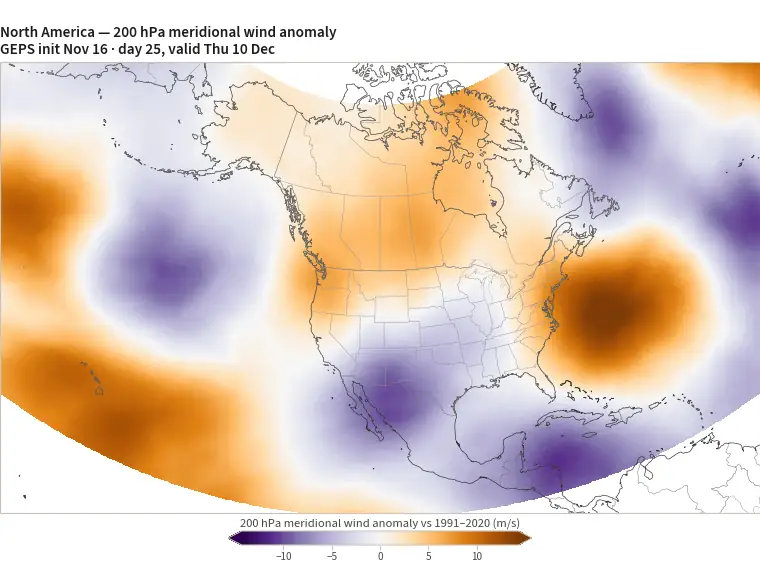 North America — 200 hPa meridional wind anomaly
GEPS init Nov 16 · day 25, valid Thu 10 Dec
200 hPa meridional wind anomaly vs 1991–2020 (m/s)
−10 −5 0 5 10